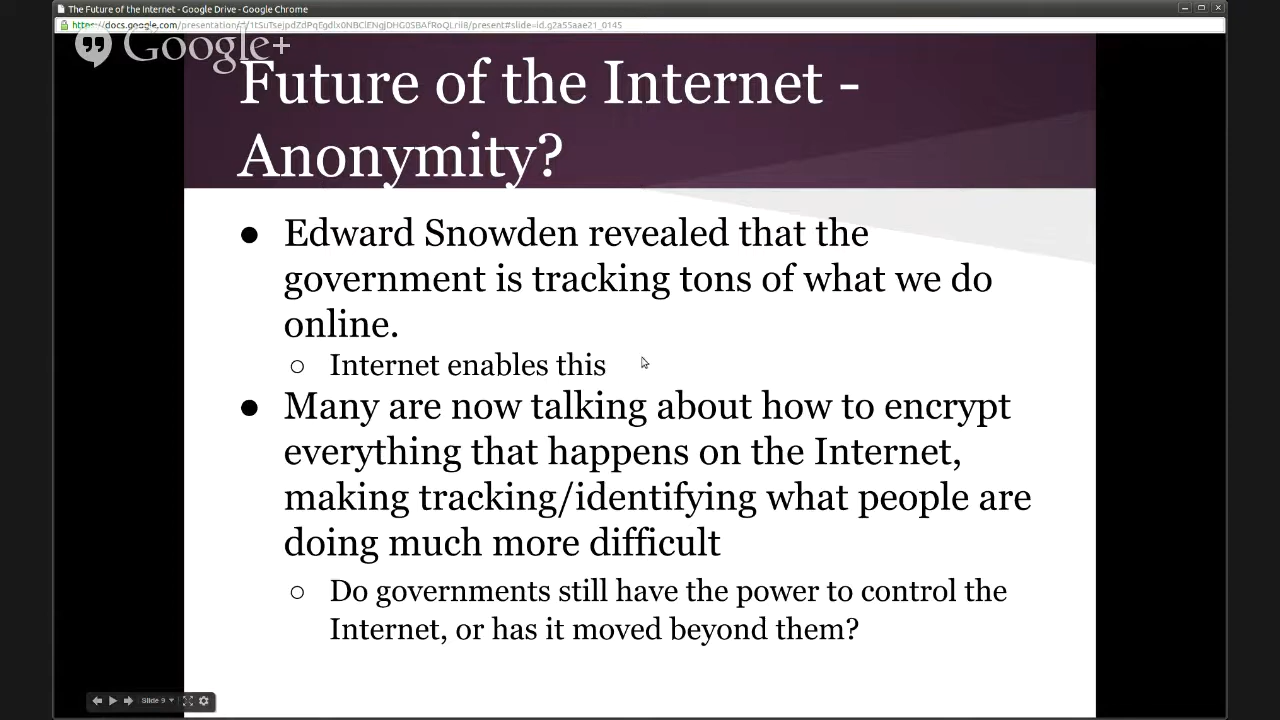 The Future of the Internet - Google Drive - Google Chrome
Google+
Future of the Internet -
Anonymity?
● Edward Snowden revealed that the
government is tracking tons of what we do
online.
○ Internet enables this
● Many are now talking about how to encrypt
everything that happens on the Internet,
making tracking/identifying what people are
doing much more difficult
○ Do governments still have the power to control the
Internet, or has it moved beyond them?
Slide 9